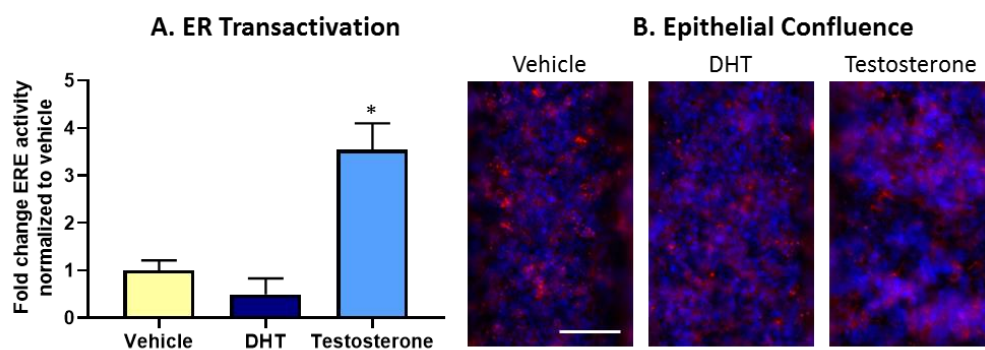 A. ER Transactivation
Fold change ERE activity
normalized to vehicle
5
4
3
2
1
0
*
Vehicle
DHT
Testosterone
B. Epithelial Confluence
Vehicle
DHT
Testosterone